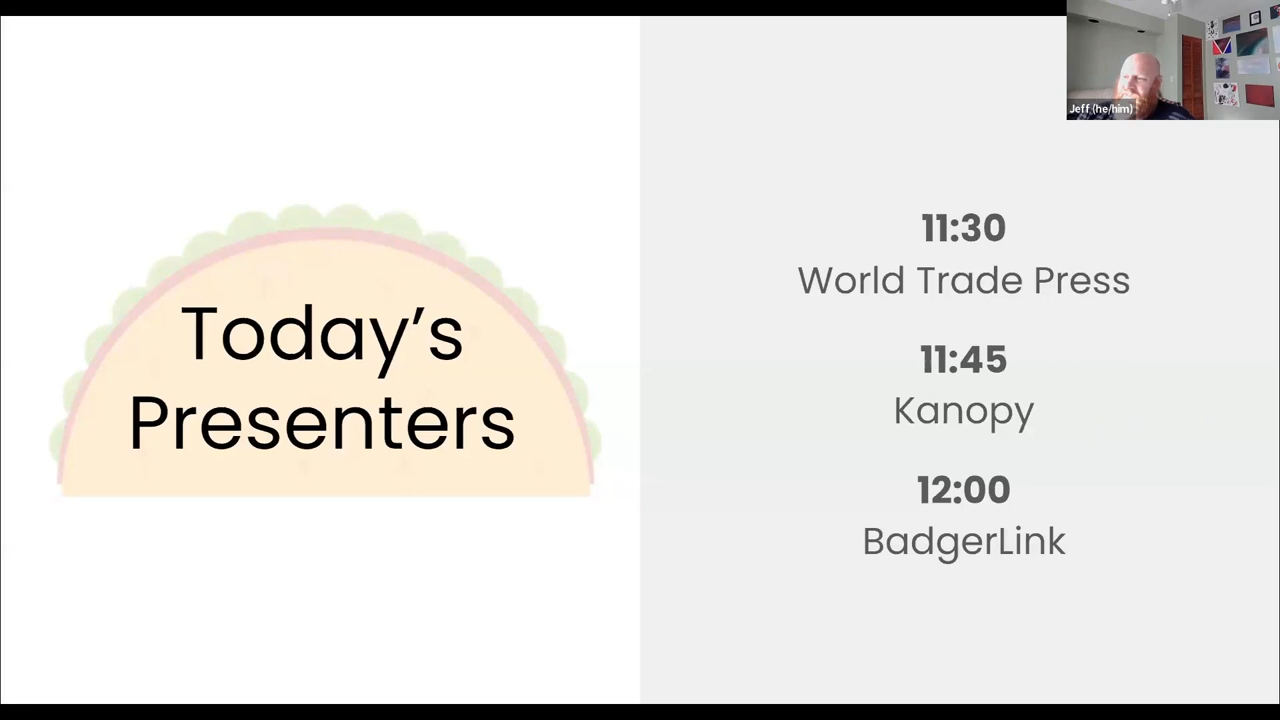 Jeff (he/him)
Today's
Presenters
11:30
World Trade Press
11:45
Kanopy
12:00
BadgerLink